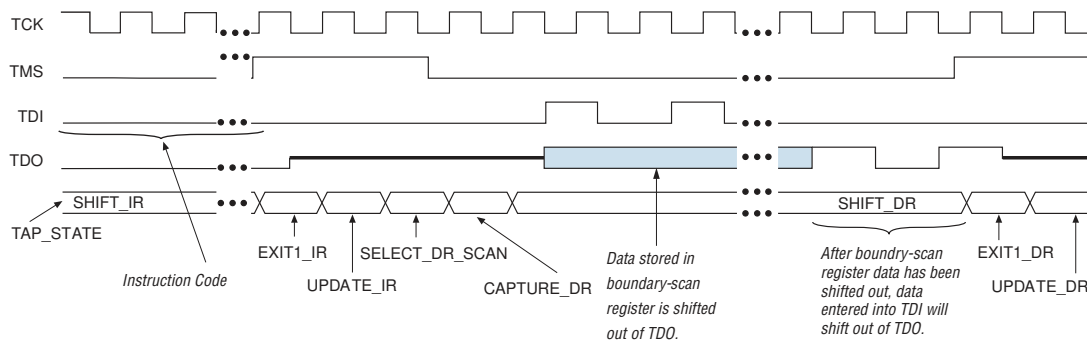 TCK
TMS
TDI
TDO
SHIFT_IR
SHIFT_DR
TAP_STATE
EXIT1_IR
SELECT_DR_SCAN
Instruction Code
UPDATE_IR
CAPTURE_DR
Data stored in
boundary-scan
register is shifted
out of TDO.
After boundry-scan
register data has been
shifted out, data
entered into TDI will
shift out of TDO.
EXIT1_DR
UPDATE_DR